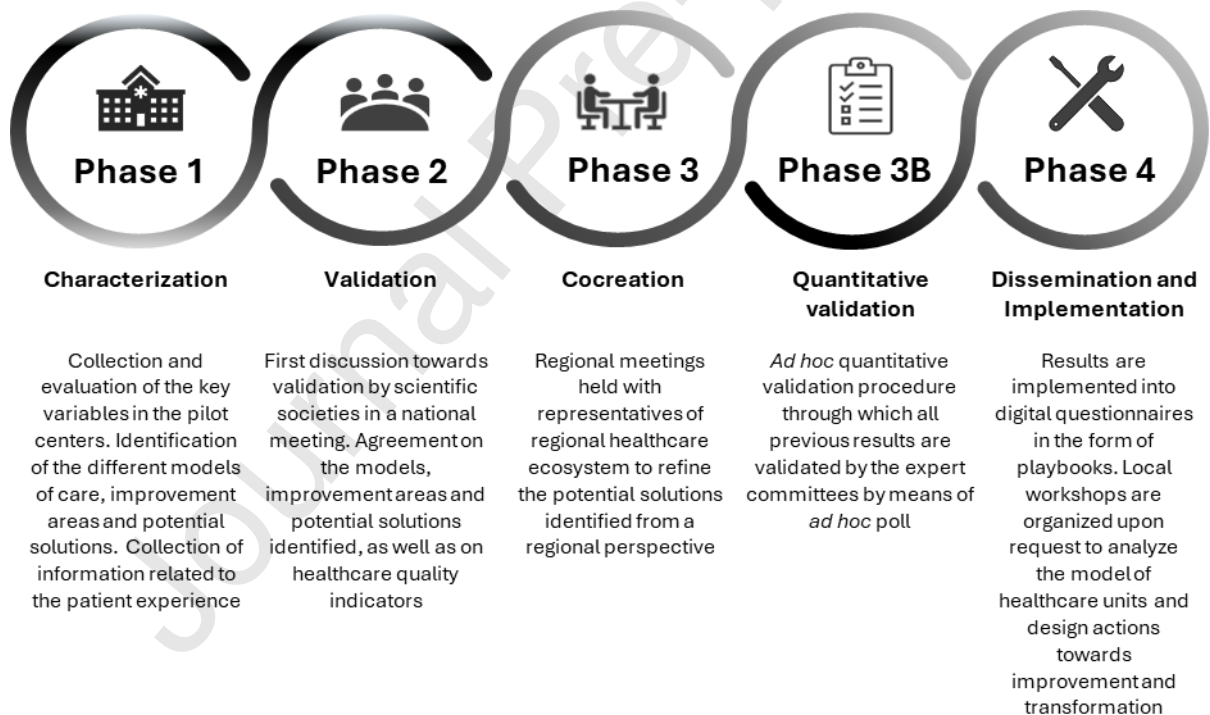 Phase 1
Characterization
Collection and
evaluation of the key
variables in the pilot
centers. Identification
of the different models
of care, improvement
areas and potential
solutions. Collection of
information related to
the patient experience
Phase 2
Validation
First discussion towards
validation by scientific
societies in a national
meeting. Agreement on
the models,
improvement areas and
potential solutions
identified, as well as on
healthcare quality
indicators
Phase 3
Cocreation
Regional meetings
held with
representatives of
regional healthcare
ecosystem to refine
the potential solutions
identified from a
regional perspective
Phase 3B
Quantitative
validation
Ad hoc quantitative
validation procedure
through which all
previous results are
validated by the expert
committees by means of
ad hoc poll
Phase 4
Dissemination and
Implementation
Results are
implemented into
digital questionnaires
in the form of
playbooks. Local
workshops are
organized upon
request to analyze
the model of
healthcare units and
design actions
towards
improvement and
transformation
Journal Pre-